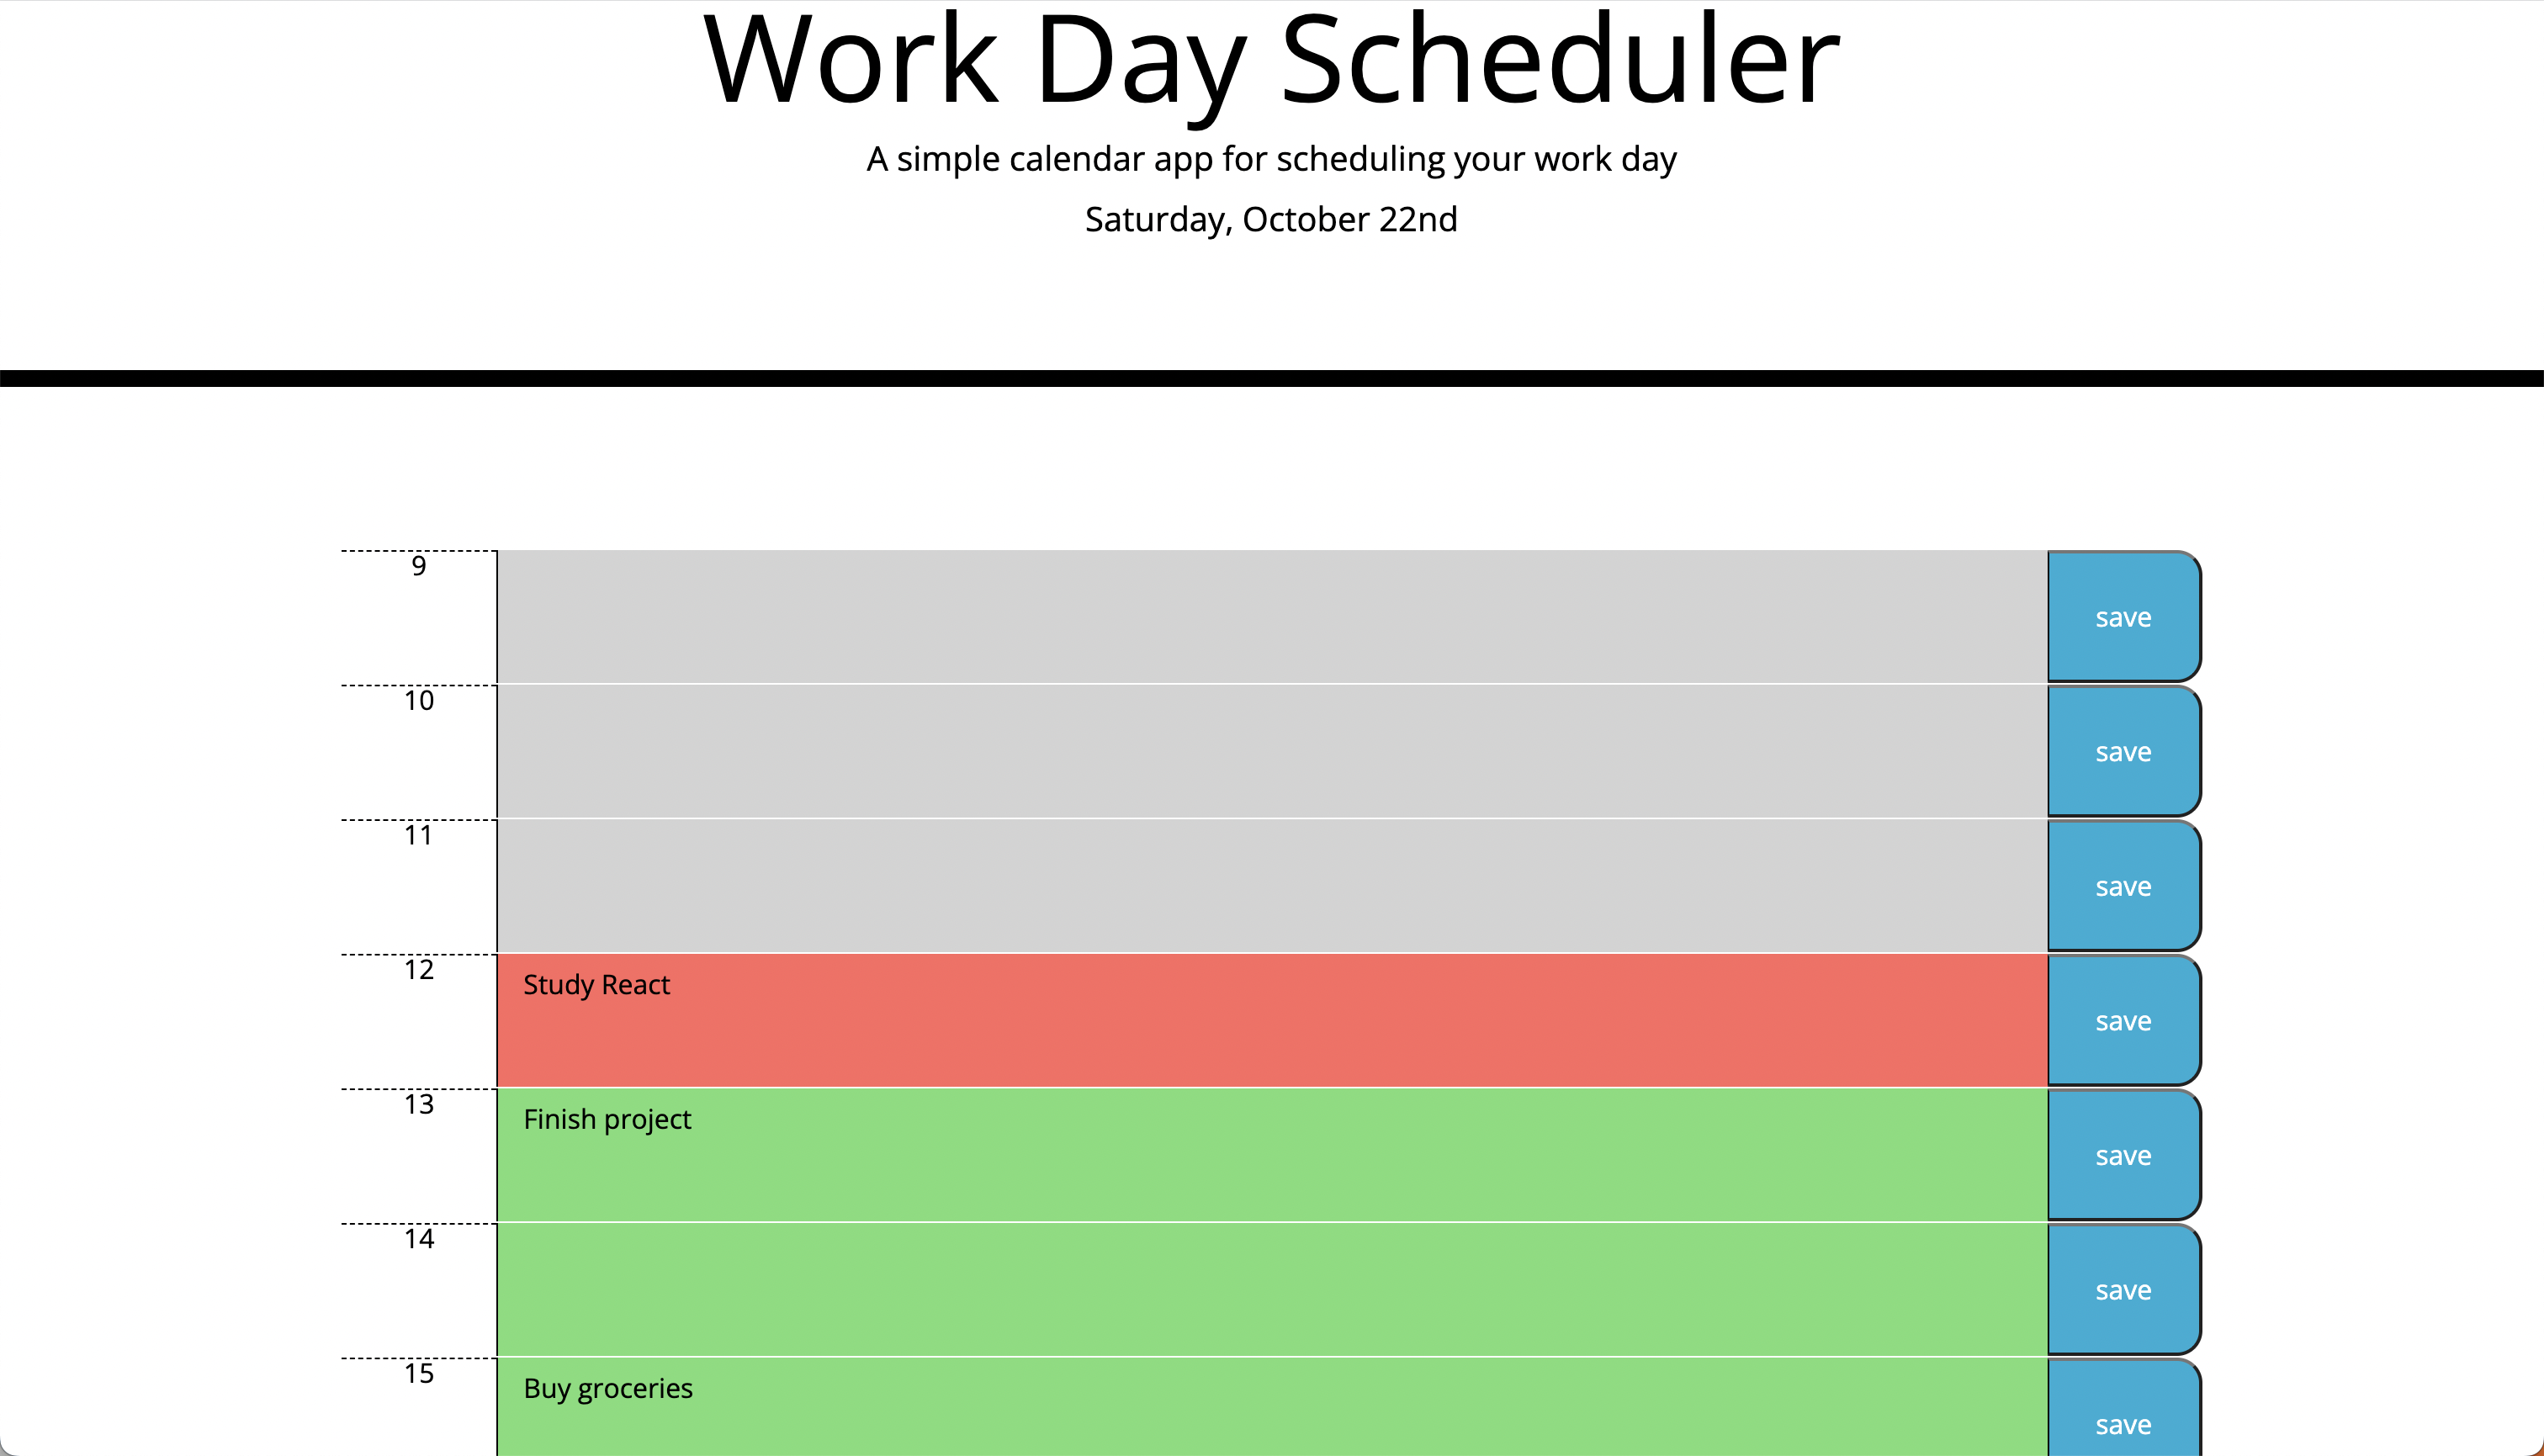 Work Day Scheduler
A simple calendar app for scheduling your work day
Saturday, October 22nd
9
save
10
save
11
save
12
Study React
save
13
Finish project
save
14
save
15
Buy groceries
save